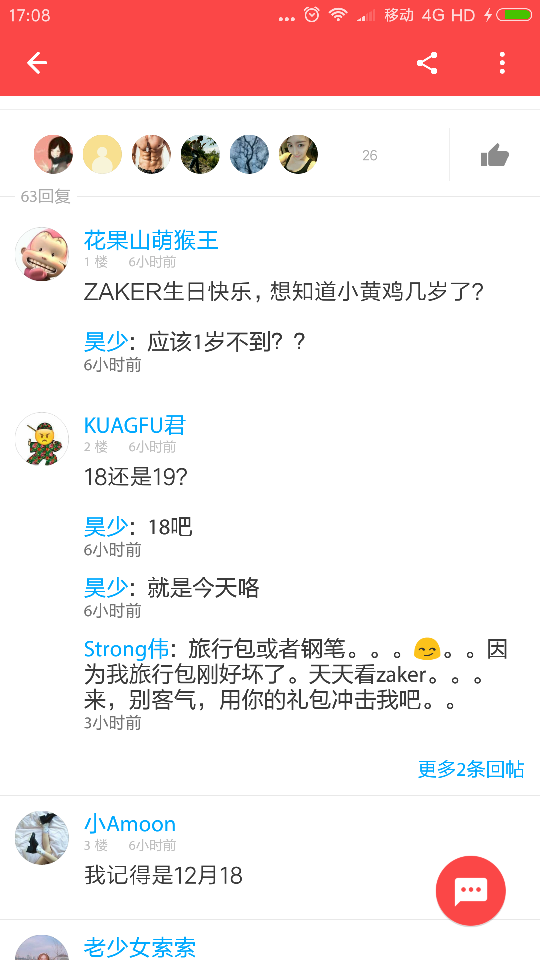 17:08
... 移动 4G HD
26
63回复
花果山萌猴王
1 楼 6小时前
ZAKER生日快乐，想知道小黄鸡几岁了？
昊少：应该1岁不到？？
6小时前
KUAGFU君
2 楼 6小时前
18还是19？
昊少：18吧
6小时前
昊少：就是今天咯
6小时前
Strong伟：旅行包或者钢笔。。。😏。。因
为我旅行包刚好坏了。天天看zaker。。。
来，别客气，用你的礼包冲击我吧。。
3小时前
更多2条回帖
小Amoon
3 楼 6小时前
我记得是12月18
老少女索索